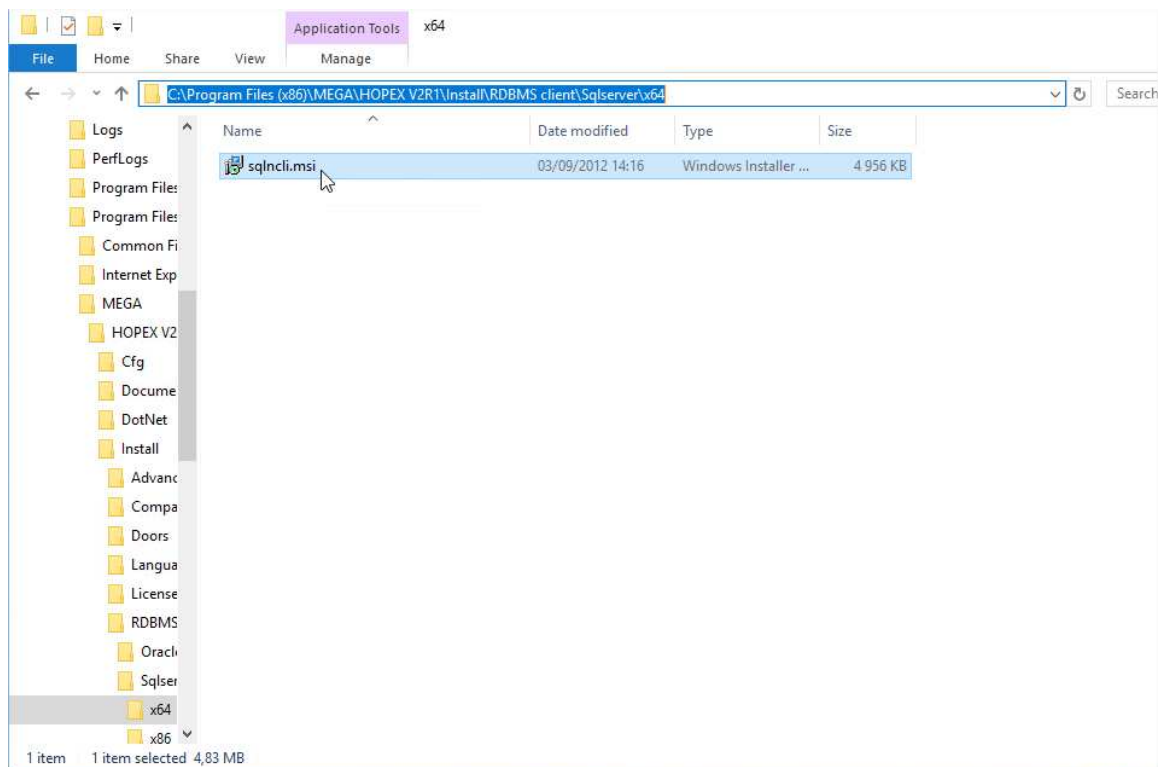 Application Tools x64
File Home Share View Manage
C:\Program Files (x86)\MEGA\HOPEX V2R1\Install\RDBMS client\Sqlserver\x64 Search
Name Date modified Type Size
sqlncli.msi 03/09/2012 14:16 Windows Installer ... 4 956 KB
Logs
PerfLogs
Program Files
Program Files
Common Fi
Internet Exp
MEGA
HOPEX V2
Cfg
Docume
DotNet
Install
Advanc
Compa
Doors
Langua
License
RDBMS
Oracle
Sqlser
x64
x86
1 item 1 item selected 4,83 MB